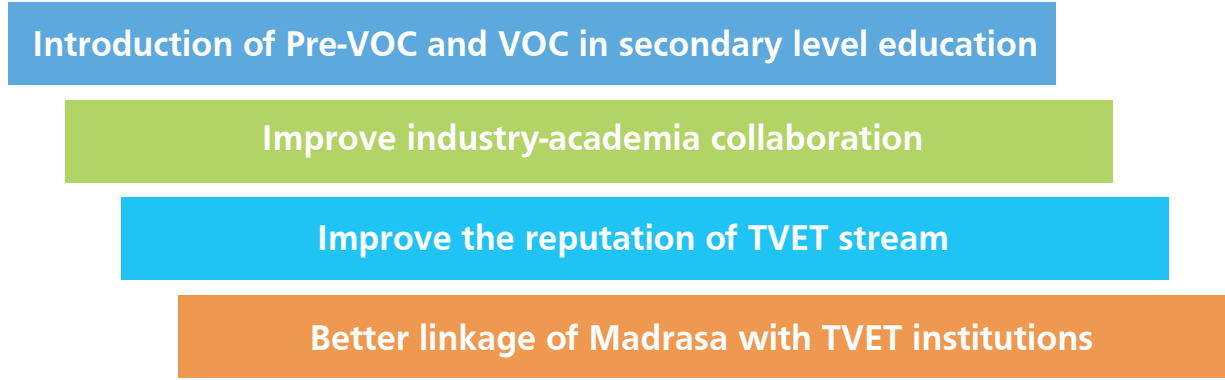 Introduction of Pre-VOC and VOC in secondary level education
Improve industry-academia collaboration
Improve the reputation of TVET stream
Better linkage of Madrasa with TVET institutions